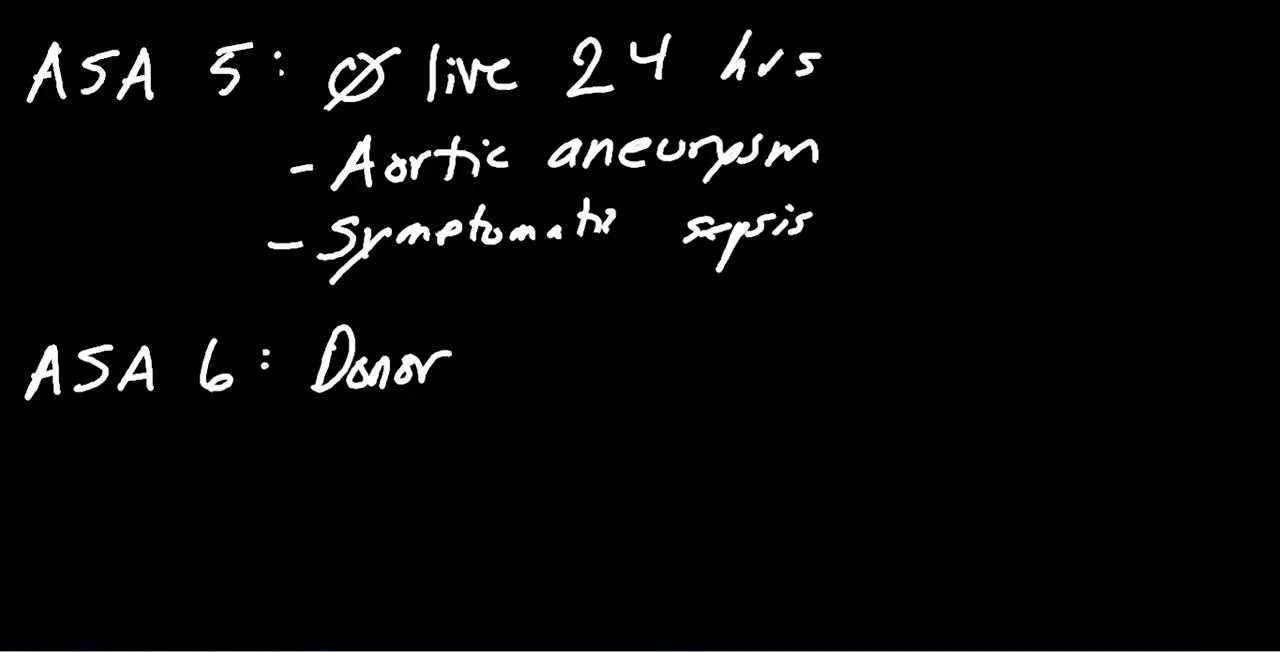 ASA 5: Ø live 24 hrs
- Aortic aneurysm
- Symptomatic sepsis
ASA 6: Donor